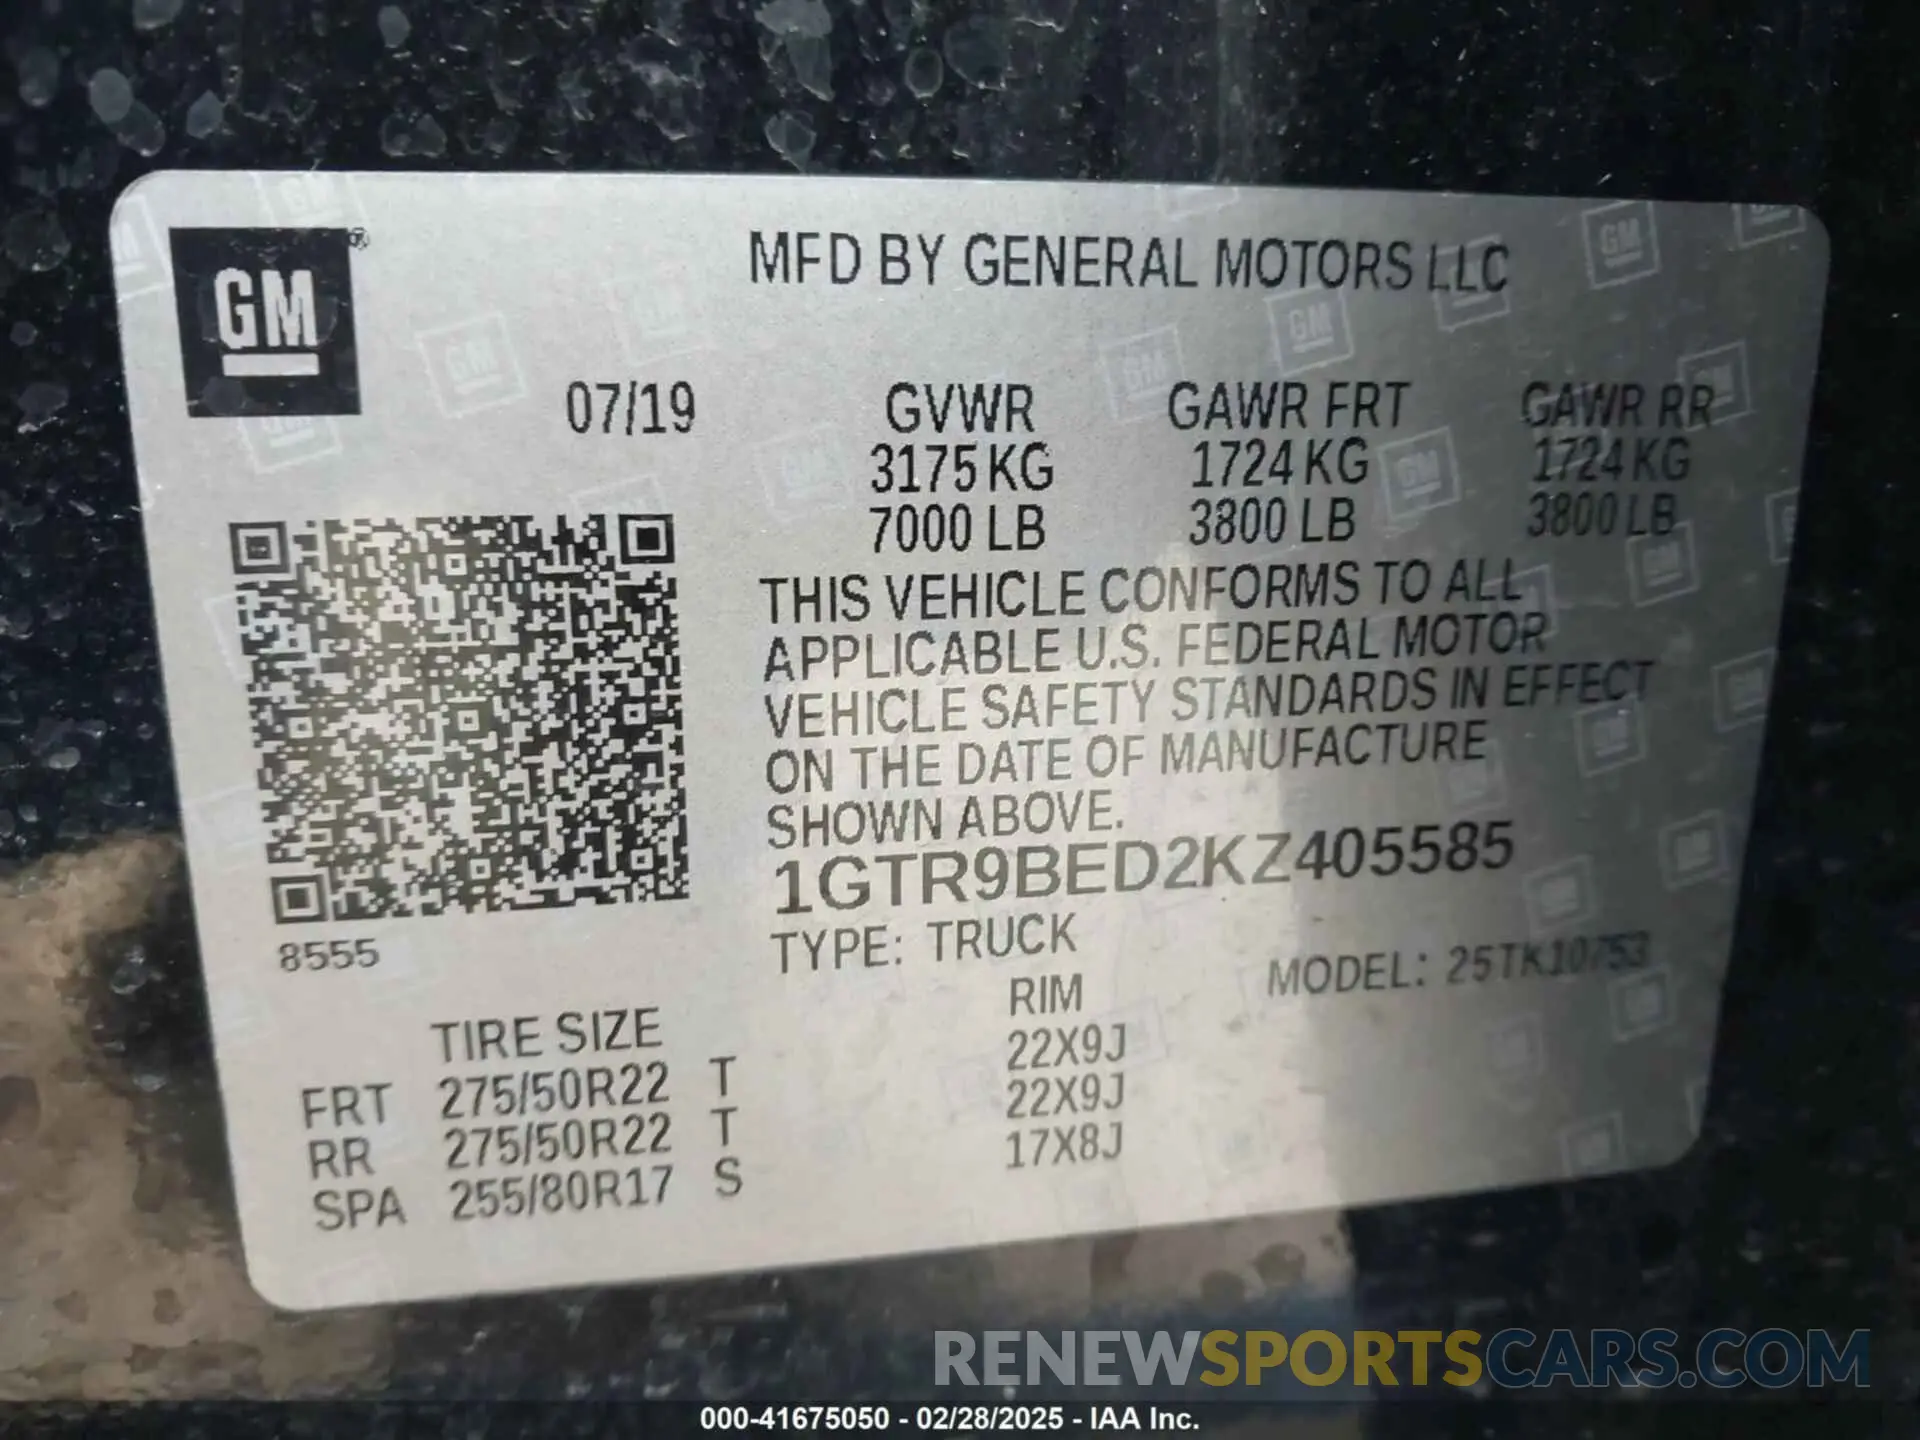 GM
MFD BY GENERAL MOTORS LLC
07/19 GVWR GAWR FRT GAWR RR
3175 KG 1724 KG 1724 KG
7000 LB 3800 LB 3800 LB
THIS VEHICLE CONFORMS TO ALL
APPLICABLE U.S. FEDERAL MOTOR
VEHICLE SAFETY STANDARDS IN EFFECT
ON THE DATE OF MANUFACTURE
SHOWN ABOVE.
1GTR9BED2KZ405585
8555
TYPE: TRUCK MODEL: 25TK10753
TIRE SIZE RIM
FRT 275/50R22 T 22X9J
RR 275/50R22 T 22X9J
SPA 255/80R17 S 17X8J
RENEWSPORTSCARS.COM
000-41675050 - 02/28/2025 - IAA Inc.